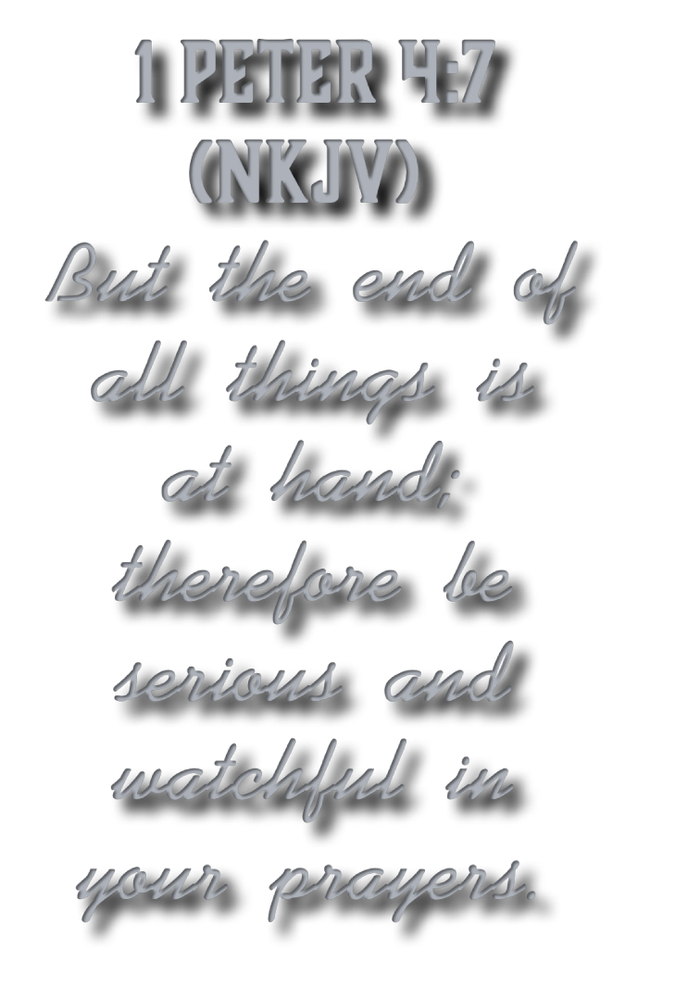 1 PETER 4:7
(NKJV)
But the end of
all things is
at hand;
therefore be
serious and
watchful in
your prayers.